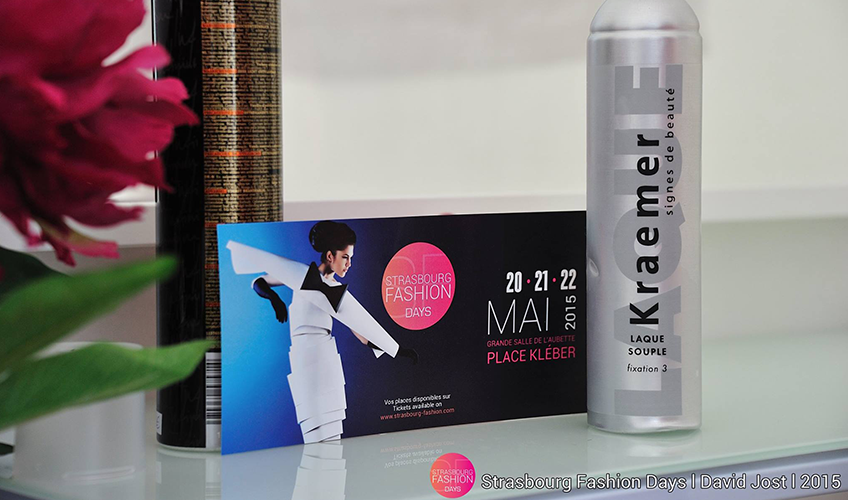 STRASBOURG
FASHION
DAYS
20 • 21 • 22
MAI 2015
GRANDE SALLE DE L'AUBETTE
PLACE KLÉBER
Vos places disponibles sur
Tickets available on
www.strasbourg-fashion.com
LAQUE
Kraemer
signes de beauté
LAQUE
SOUPLE
fixation 3
STRASBOURG
FASHION
DAYS
Strasbourg Fashion Days l David Jost l 2015